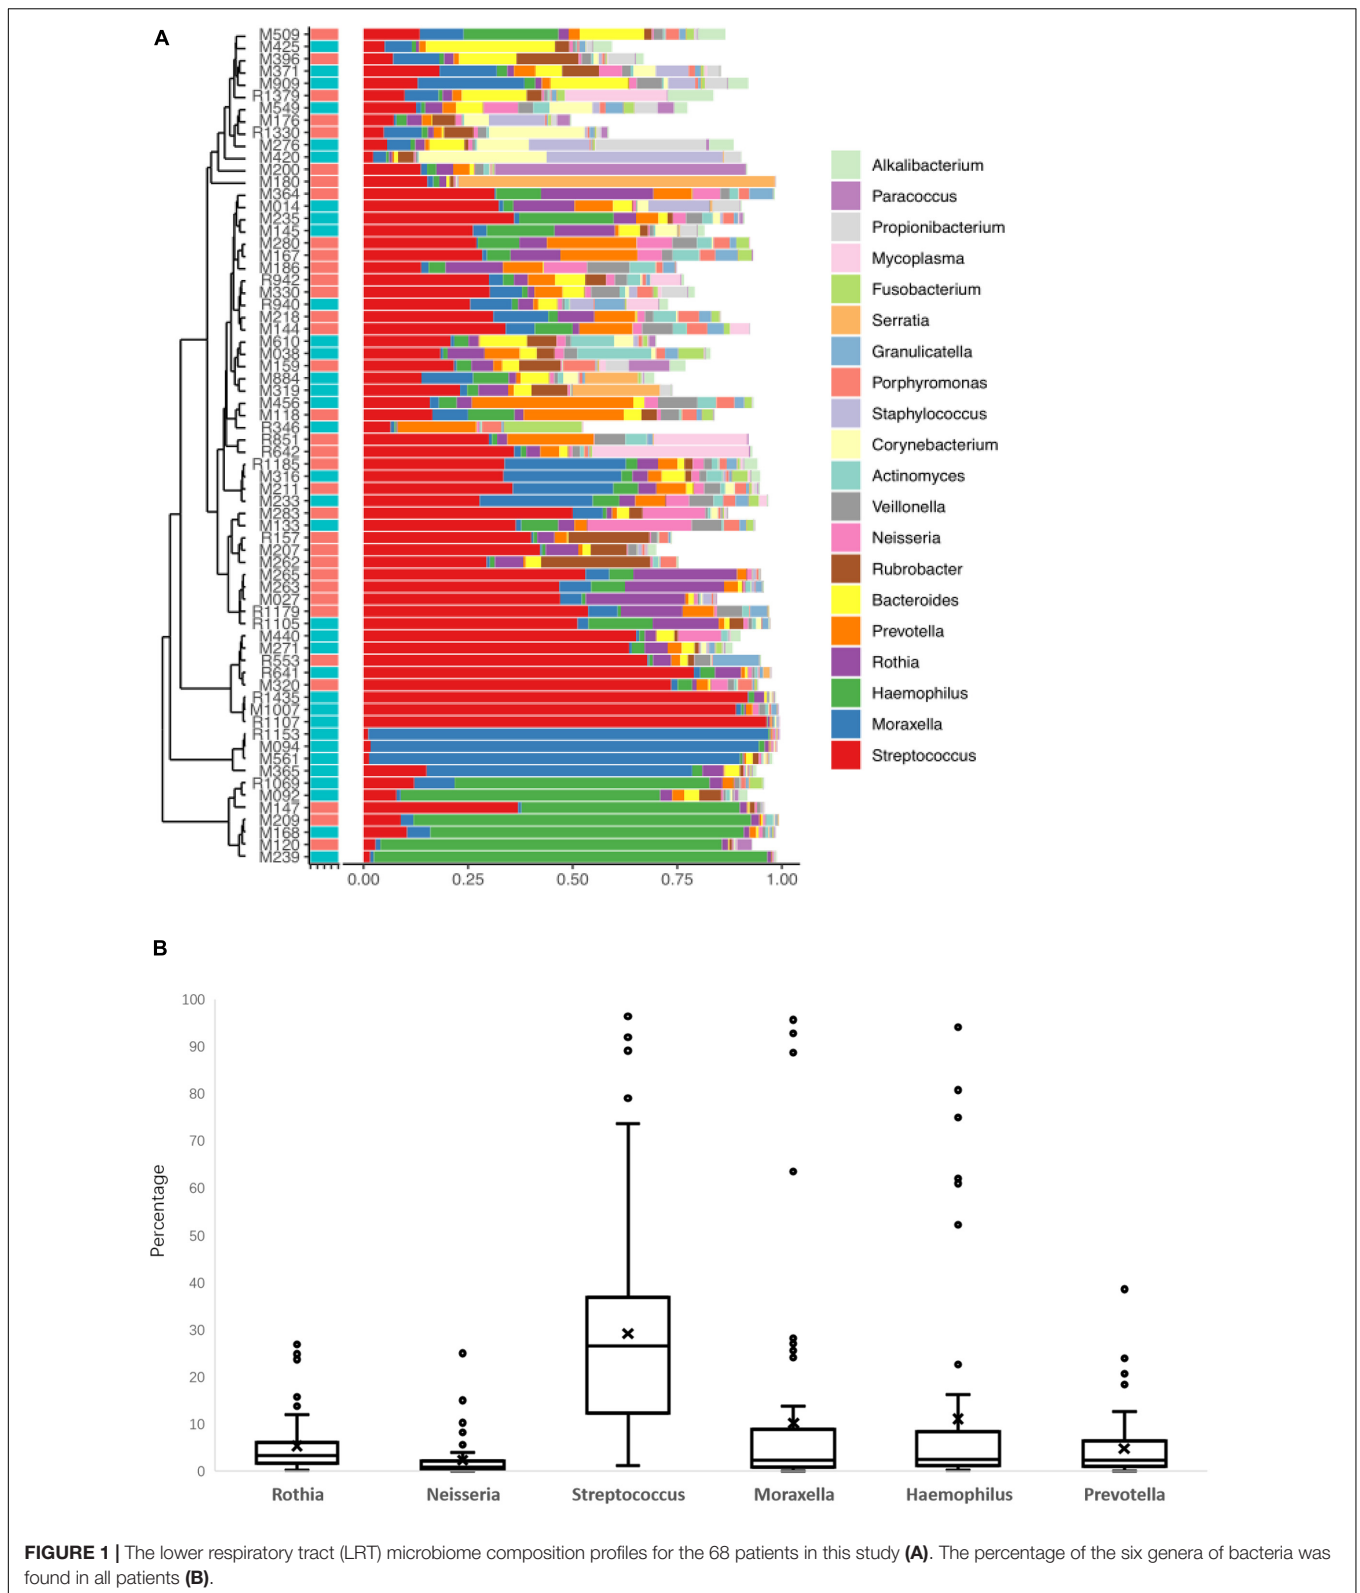 A
M509
M425
M396
M371
M909
R1379
M549
M176
R1330
M276
M420
M200
M180
M364
M014
M235
M145
M280
M167
M186
R942
M330
R940
M218
M144
M610
M038
M159
M884
M319
M456
M118
R346
R851
R642
R1185
M316
M211
M233
M283
M133
R157
M207
M262
M265
M263
M027
R1179
R1105
M440
M271
R553
R641
M320
R1435
M1007
R1107
R1153
M094
M561
M365
R1069
M092
M147
M209
M168
M120
M239
0.00 0.25 0.50 0.75 1.00
Alkalibacterium
Paracoccus
Propionibacterium
Mycoplasma
Fusobacterium
Serratia
Granulicatella
Porphyromonas
Staphylococcus
Corynebacterium
Actinomyces
Veillonella
Neisseria
Rubrobacter
Bacteroides
Prevotella
Rothia
Haemophilus
Moraxella
Streptococcus
B
Percentage
100
90
80
70
60
50
40
30
20
10
0
Rothia Neisseria Streptococcus Moraxella Haemophilus Prevotella
FIGURE 1 | The lower respiratory tract (LRT) microbiome composition profiles for the 68 patients in this study (A). The percentage of the six genera of bacteria was
found in all patients (B).